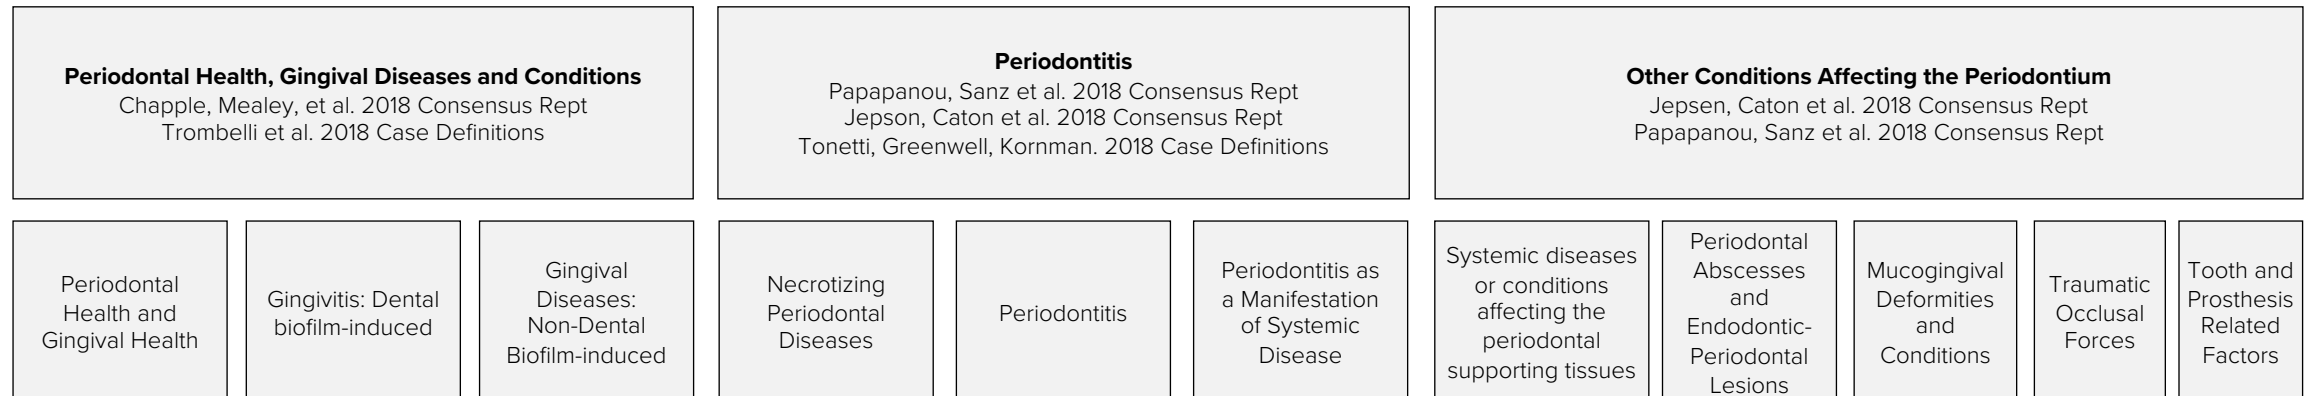 Periodontal Health, Gingival Diseases and Conditions
Chapple, Mealey, et al. 2018 Consensus Rept
Trombelli et al. 2018 Case Definitions
Periodontitis
Papapanou, Sanz et al. 2018 Consensus Rept
Jepson, Caton et al. 2018 Consensus Rept
Tonetti, Greenwell, Kornman. 2018 Case Definitions
Other Conditions Affecting the Periodontium
Jepsen, Caton et al. 2018 Consensus Rept
Papapanou, Sanz et al. 2018 Consensus Rept
Periodontal
Health and
Gingival Health
Gingivitis: Dental
biofilm-induced
Gingival
Diseases:
Non-Dental
Biofilm-induced
Necrotizing
Periodontal
Diseases
Periodontitis
Periodontitis as
a Manifestation
of Systemic
Disease
Systemic diseases
or conditions
affecting the
periodontal
supporting tissues
Periodontal
Abscesses
and
Endodontic-
Periodontal
Lesions
Mucogingival
Deformities
and
Conditions
Traumatic
Occlusal
Forces
Tooth and
Prosthesis
Related
Factors